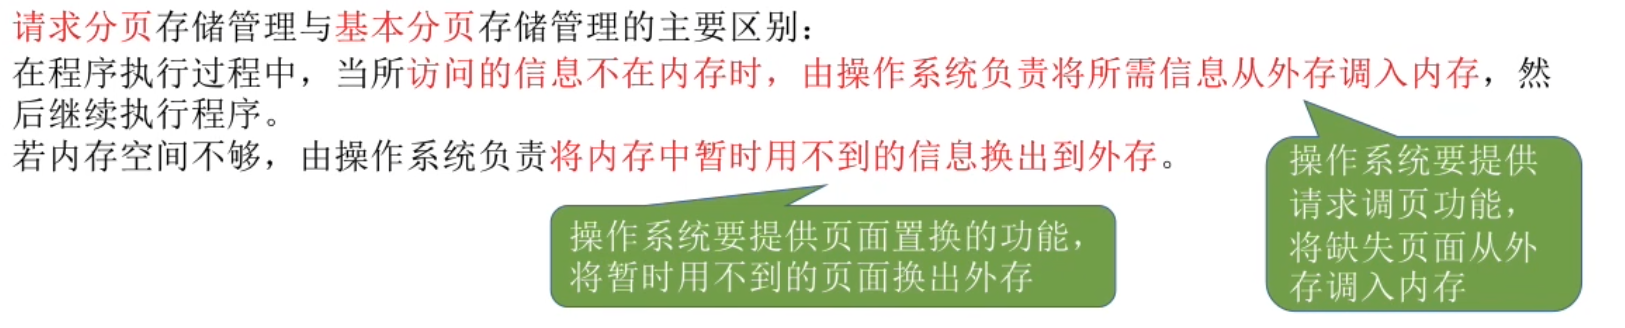 请求分页存储管理与基本分页存储管理的主要区别：
在程序执行过程中，当所访问的信息不在内存时，由操作系统负责将所需信息从外存调入内存，然
后继续执行程序。
若内存空间不够，由操作系统负责将内存中暂时用不到的信息换出到外存。
操作系统要提供页面置换的功能，
将暂时用不到的页面换出外存
操作系统要提供
请求调页功能，
将缺失页面从外
存调入内存